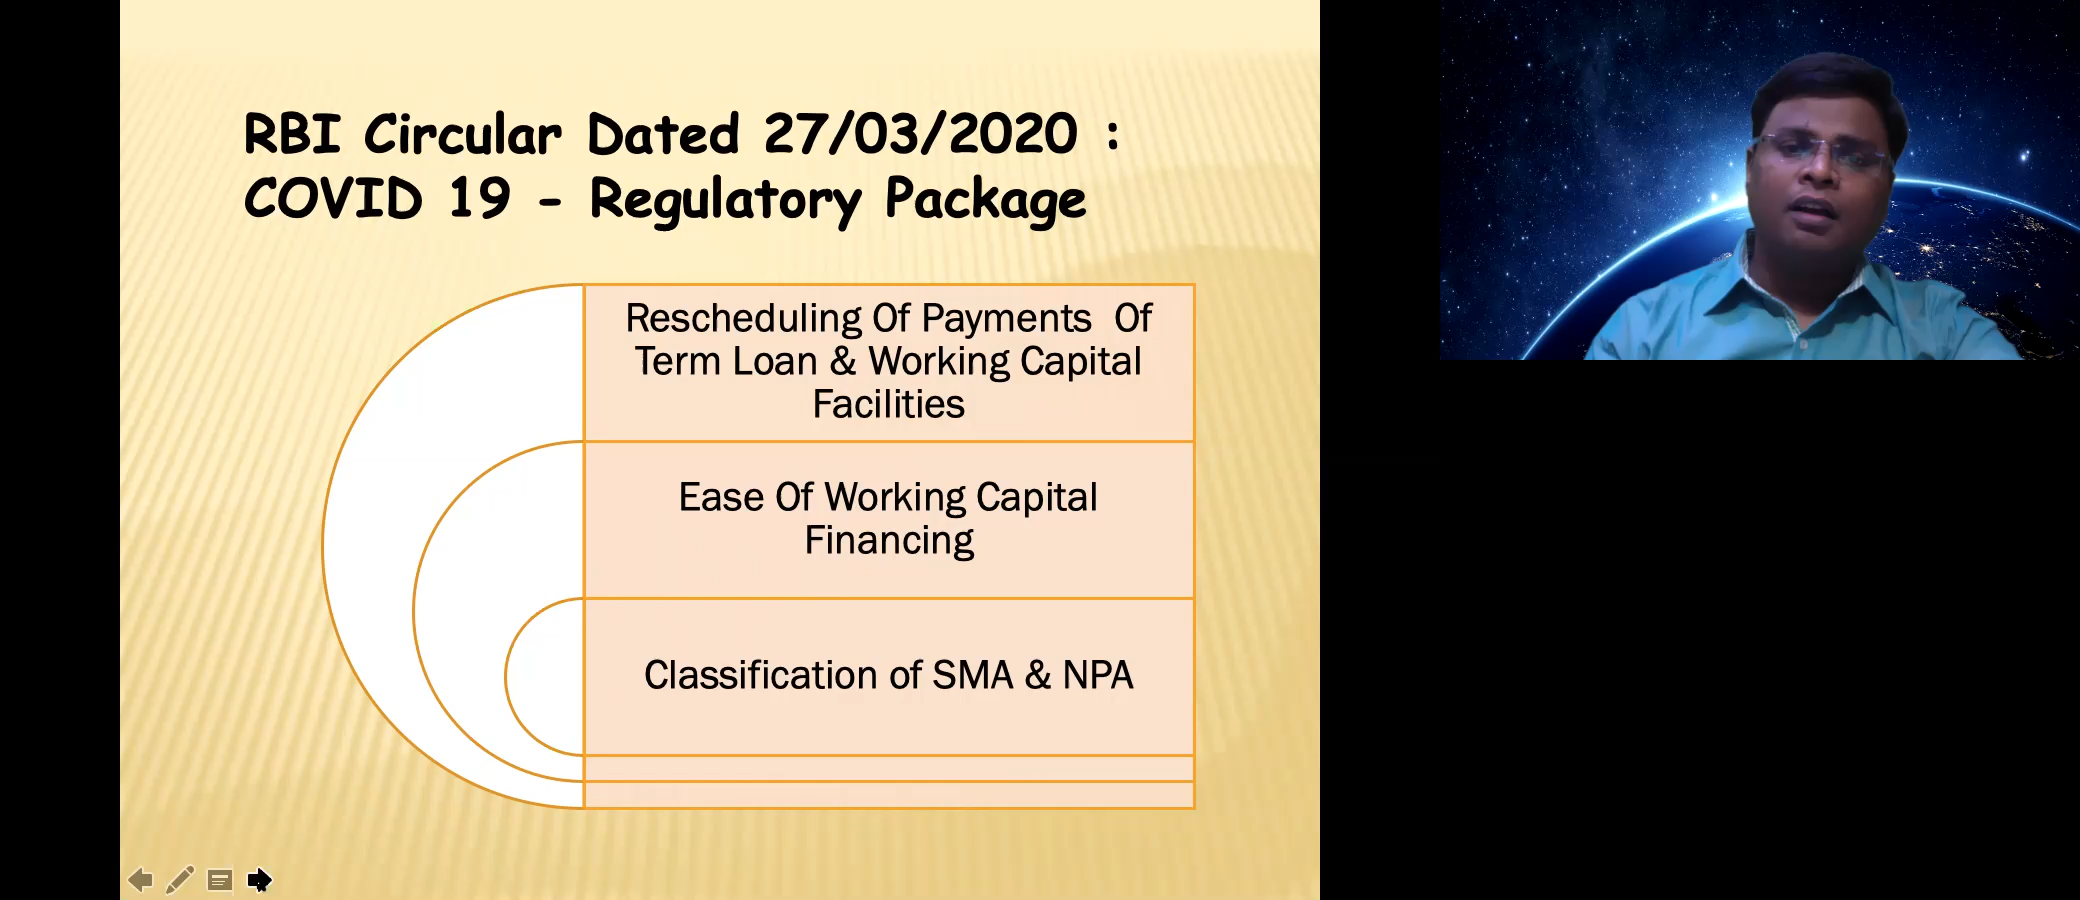 RBI Circular Dated 27/03/2020 :
COVID 19 - Regulatory Package
Rescheduling Of Payments Of
Term Loan & Working Capital
Facilities
Ease Of Working Capital
Financing
Classification of SMA & NPA